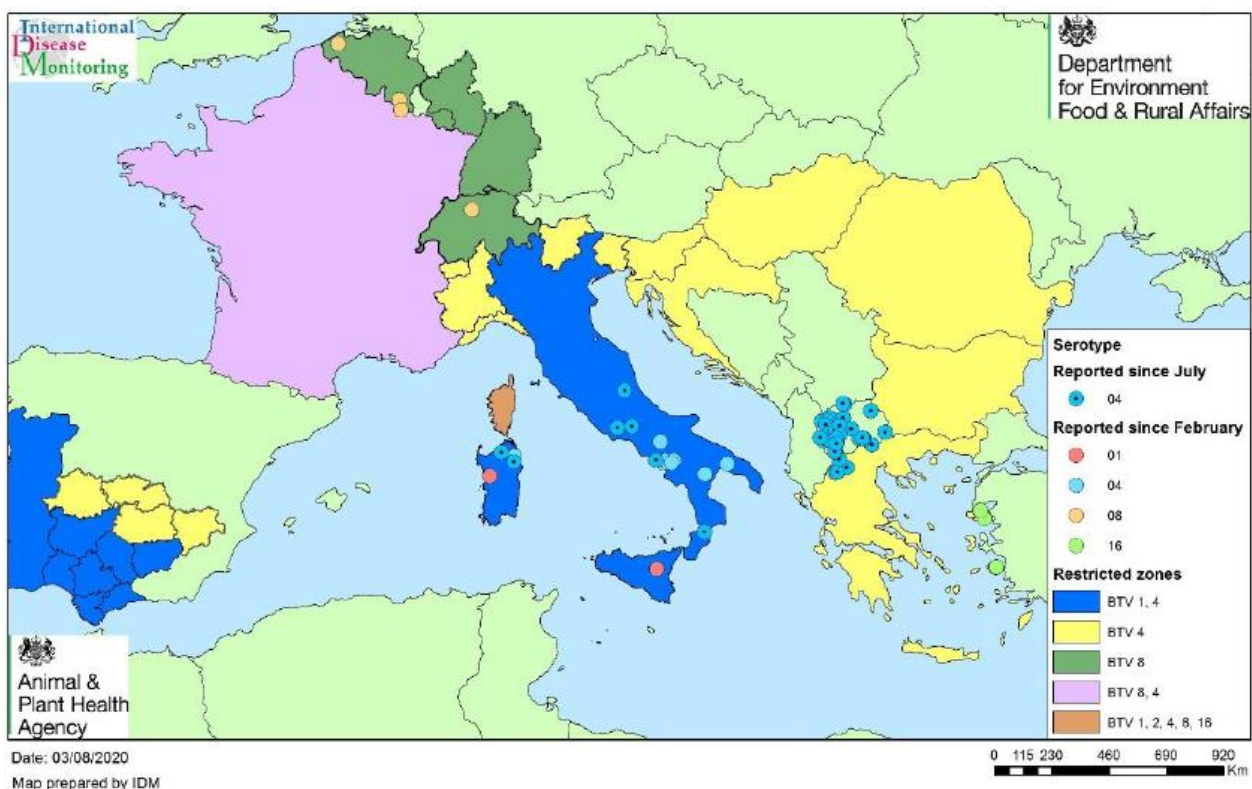 International
Disease
Monitoring
Department
for Environment
Food & Rural Affairs
Serotype
Reported since July
04
Reported since February
01
04
08
16
Restricted zones
BTV 1, 4
BTV 4
BTV 8
BTV 8, 4
BTV 1, 2, 4, 8, 16
Animal &
Plant Health
Agency
Date: 03/08/2020
Map prepared by IDM
0 115 230 460 690 920
Km